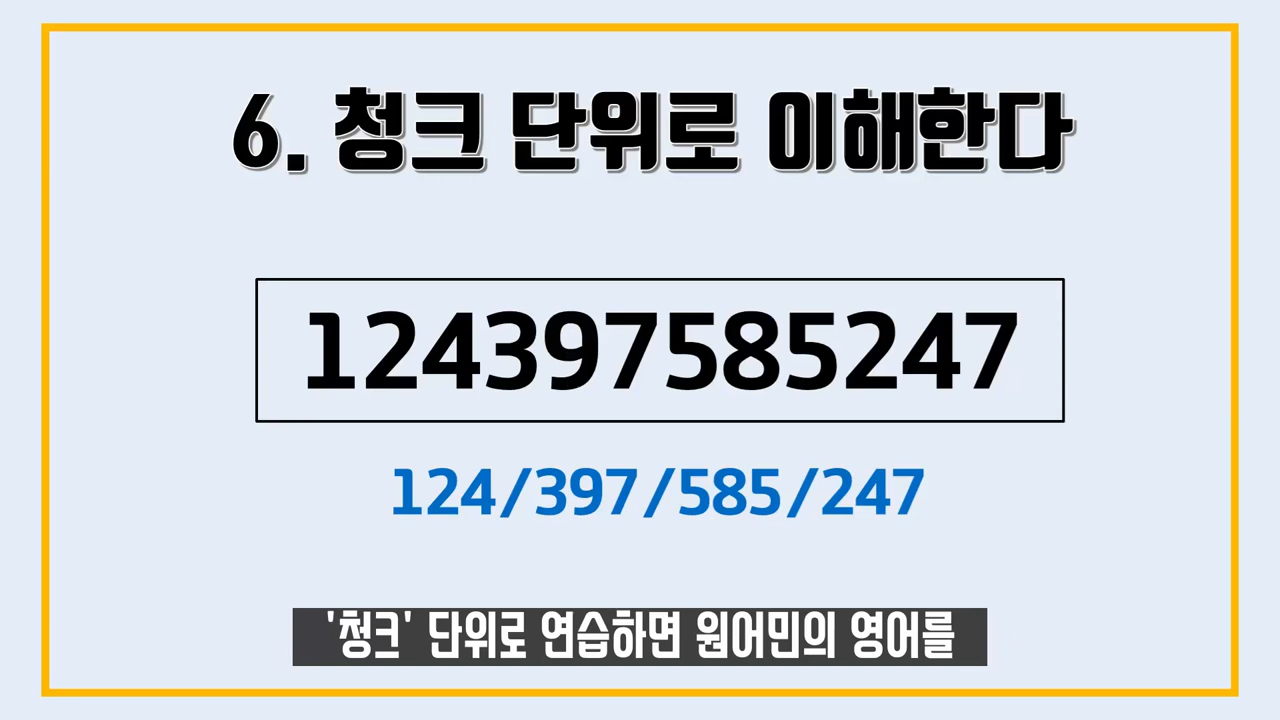 6. 청크 단위로 이해한다
124397585247
124/397/585/247
'청크' 단위로 연습하면 원어민의 영어를